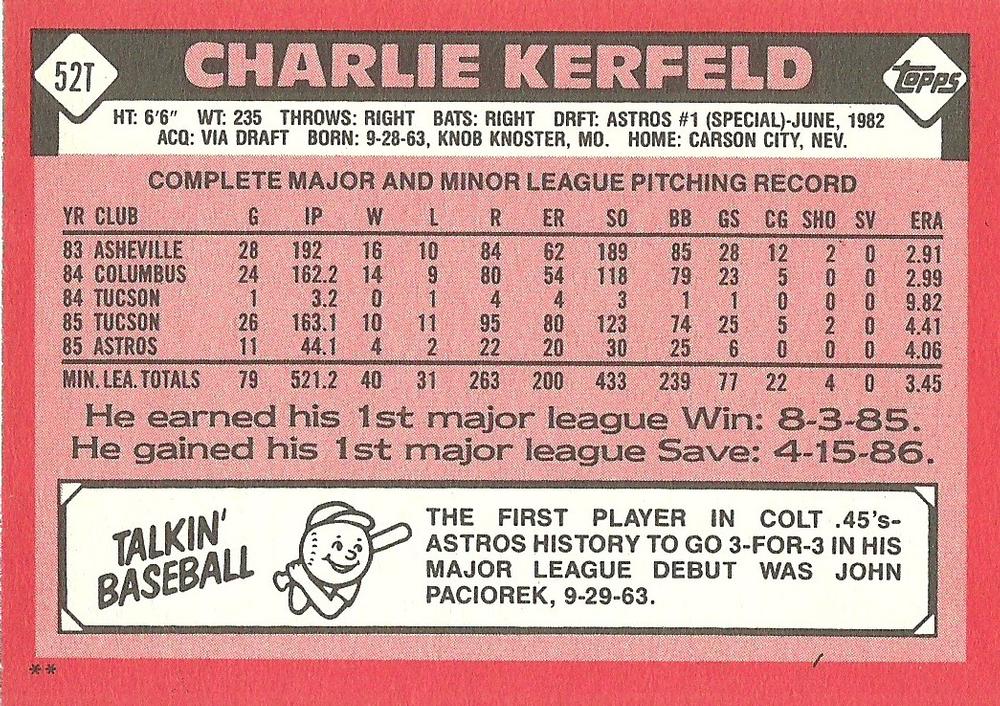 52T
CHARLIE KERFELD
topps
HT: 6'6" WT: 235 THROWS: RIGHT BATS: RIGHT DRFT: ASTROS #1 (SPECIAL)-JUNE, 1982
ACQ: VIA DRAFT BORN: 9-28-63, KNOB KNOSTER, MO. HOME: CARSON CITY, NEV.
COMPLETE MAJOR AND MINOR LEAGUE PITCHING RECORD
YR CLUB G IP W L R ER SO BB GS CG SHO SV ERA
83 ASHEVILLE 28 192 16 10 84 62 189 85 28 12 2 0 2.91
84 COLUMBUS 24 162.2 14 9 80 54 118 79 23 5 0 0 2.99
84 TUCSON 1 3.2 0 1 4 4 3 1 1 0 0 0 9.82
85 TUCSON 26 163.1 10 11 95 80 123 74 25 5 2 0 4.41
85 ASTROS 11 44.1 4 2 22 20 30 25 6 0 0 0 4.06
MIN. LEA. TOTALS 79 521.2 40 31 263 200 433 239 77 22 4 0 3.45
He earned his 1st major league Win: 8-3-85.
He gained his 1st major league Save: 4-15-86.
TALKIN'
BASEBALL
THE FIRST PLAYER IN COLT .45's-
ASTROS HISTORY TO GO 3-FOR-3 IN HIS
MAJOR LEAGUE DEBUT WAS JOHN
PACIOREK, 9-29-63.
**